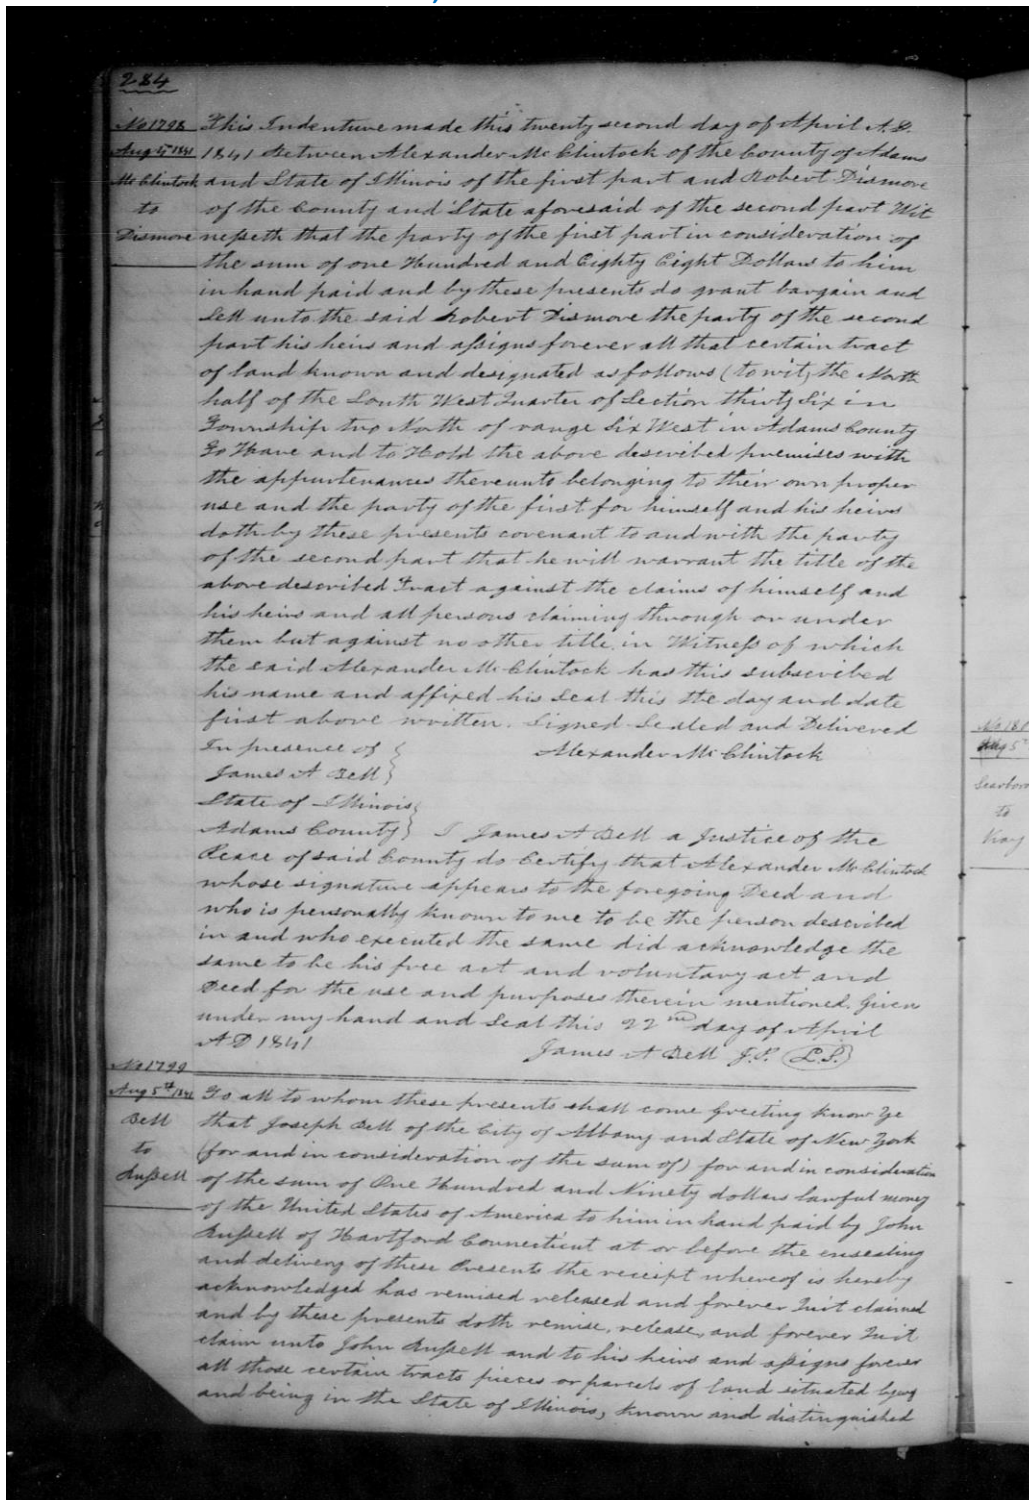 284
No 1798
Aug 4 1841
McClintock
to
Dismore
This Indenture made this twenty second day of April A.D.
1841 Between Alexander McClintock of the County of Adams
and State of Illinois of the first part and Robert Dismore
of the County and State aforesaid of the second part Wit
nesseth that the party of the first part in consideration of
the sum of one Hundred and Eighty Eight Dollars to him
in hand paid and by these presents do grant bargain and
Sell unto the said Robert Dismore the party of the second
part his heirs and assigns forever all that certain tract
of land known and designated as follows (to wit) the North
half of the South West Quarter of Section thirty Six in
Township two North of range Six West in Adams County
To Have and to Hold the above described premises with
the appurtenances thereunto belonging to their own proper
use and the party of the first for himself and his heirs
doth by these presents covenant to and with the party
of the second part that he will warrant the title of the
above described Tract against the claims of himself and
his heirs and all persons claiming through or under
them but against no other title. in Witness of which
the said Alexander McClintock has this subscribed
his name and affixed his Seal this the day and date
first above written. Signed Sealed and Delivered
In presence of } Alexander McClintock
James A Bell }
State of Illinois }
Adams County } I James A Bell a Justice of the
Peace of said County do Certify that Alexander McClintock
whose signature appears to the foregoing Deed and
who is personally known to me to be the person described
in and who executed the same did acknowledge the
same to be his free act and voluntary act and
Deed for the use and purposes therein mentioned. Given
under my hand and Seal this 22nd day of April
A D 1841 James A Bell J.P. (L.S.)
No 1799
Aug 5th 1841
Bell
to
Russell
To all to whom these presents shall come Greeting Know Ye
that Joseph Bell of the City of Albany and State of New York
(for and in consideration of the sum of) for and in consideration
of the sum of One Hundred and Ninety dollars lawful money
of the United States of America to him in hand paid by John
Russell of Hartford Connecticut at or before the ensealing
and delivery of these Presents the receipt whereof is hereby
acknowledged has remised released and forever Quit claimed
and by these presents doth remise, release, and forever Quit
claim unto John Russell and to his heirs and assigns forever
all those certain tracts pieces or parcels of land situated lying
and being in the State of Illinois, known and distinguished
No 181
Aug 5th
to